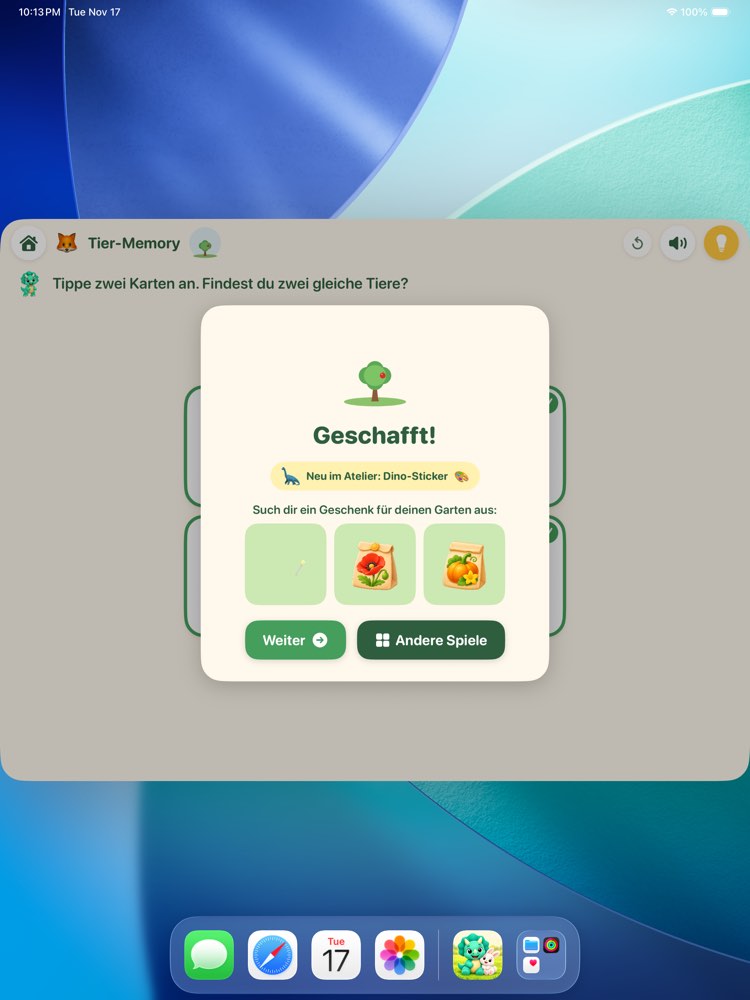 10:13 PM Tue Nov 17
100%
Tier-Memory
Tippe zwei Karten an. Findest du zwei gleiche Tiere?
Geschafft!
Neu im Atelier: Dino-Sticker
Such dir ein Geschenk für deinen Garten aus:
Weiter
Andere Spiele
Tue
17